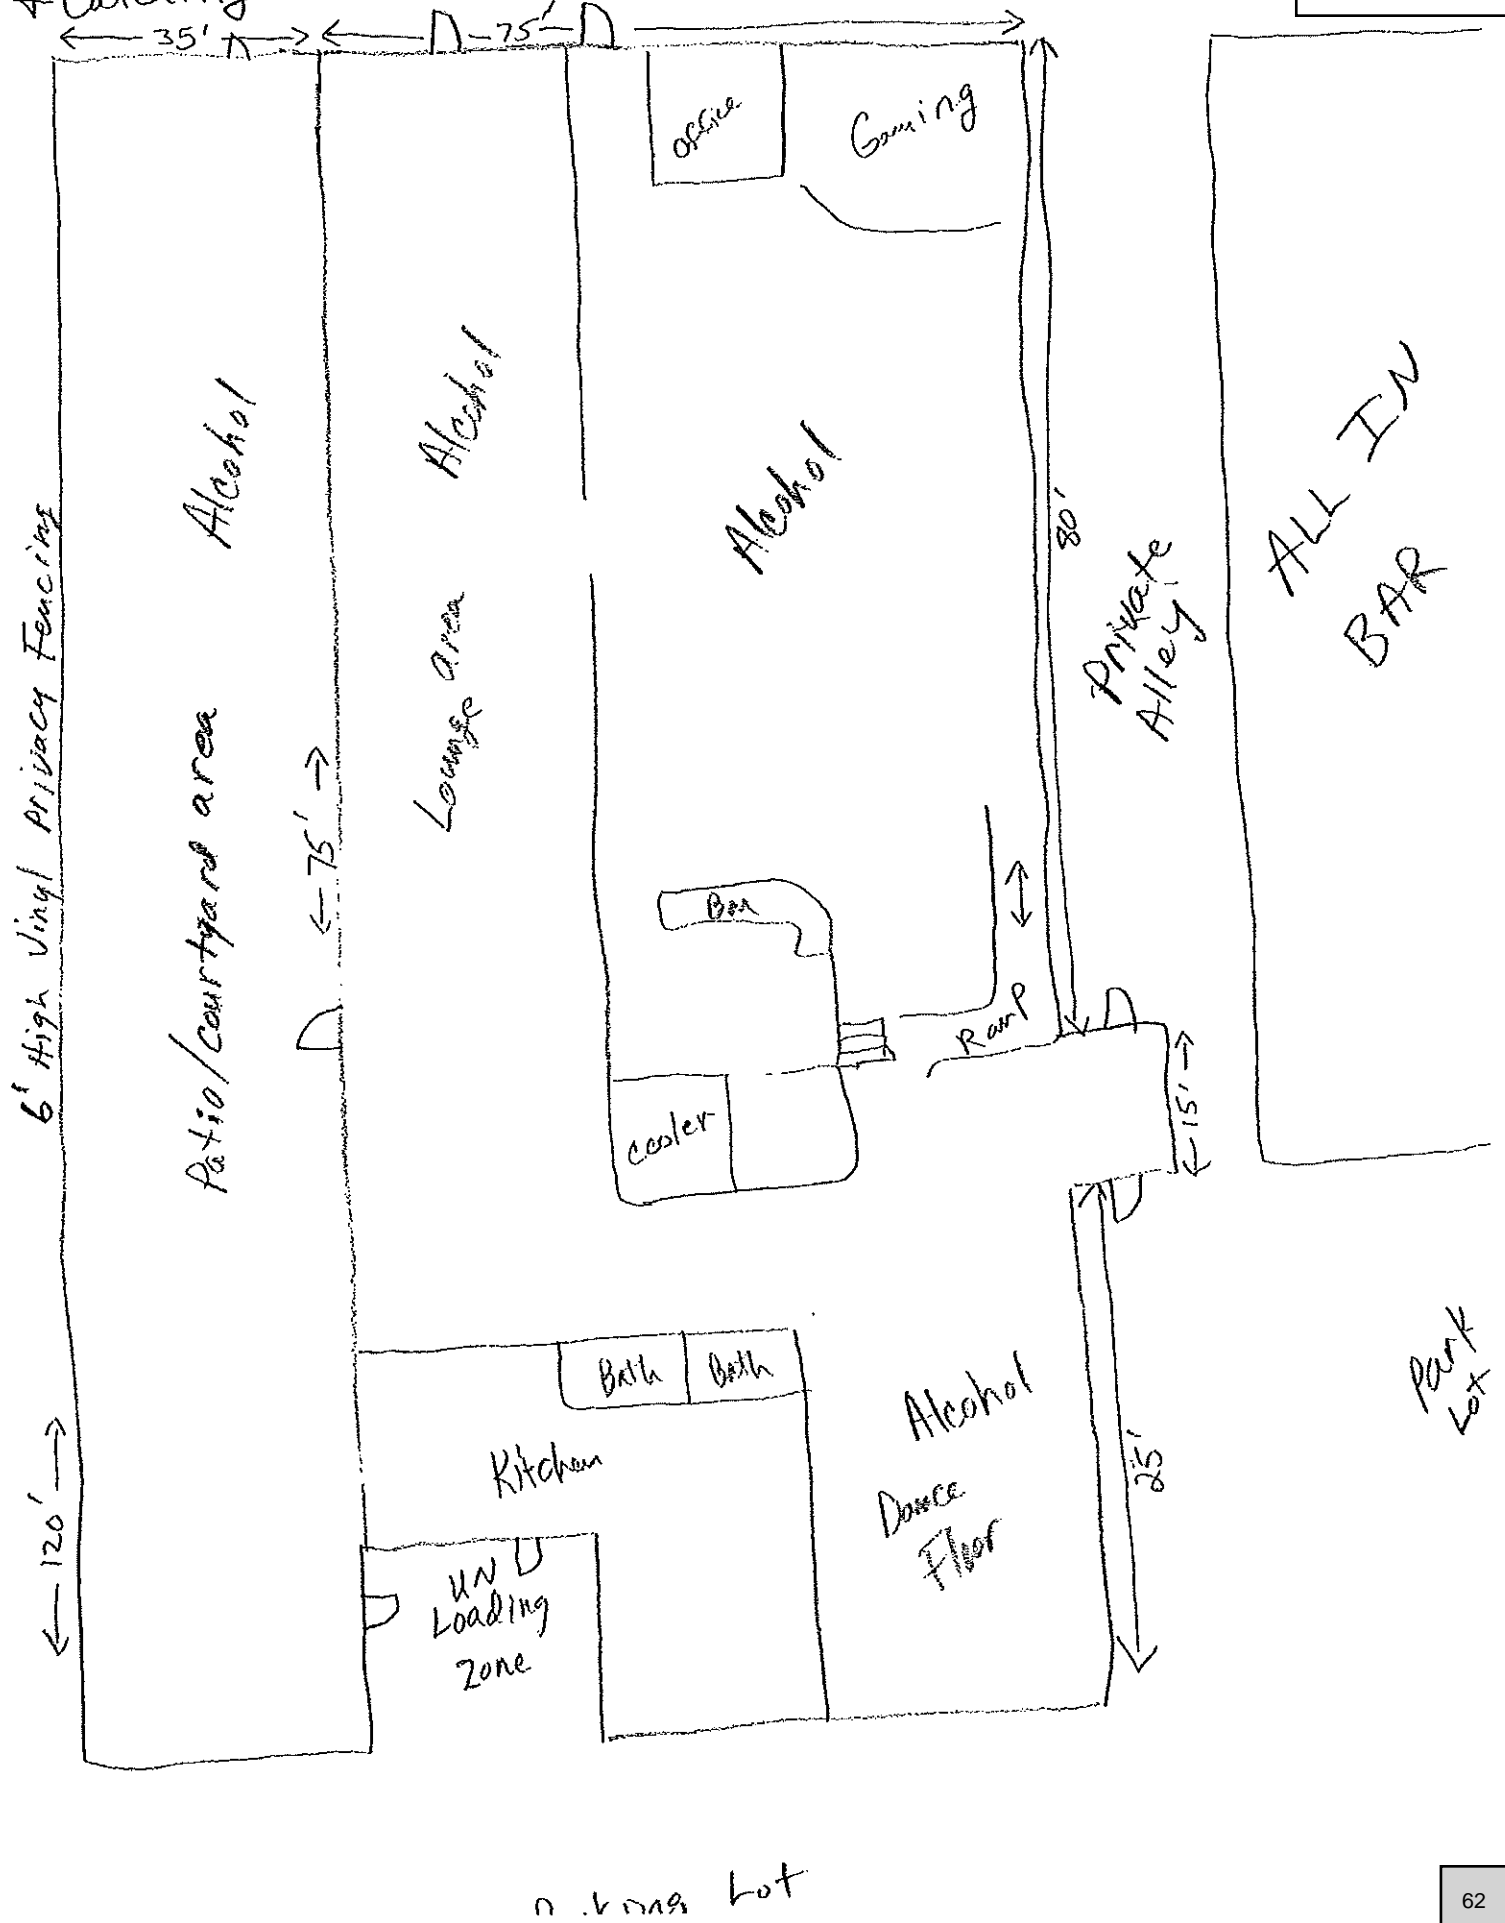 35' 75'
office
Gaming
Alcohol
Alcohol
Alcohol
6' High Vinyl Privacy Fencing
Patio/courtyard area
Lounge area
75'
80'
Private
Alley
ALL IN
BAR
Bar
Ramp
15'
cooler
Bath
Bath
Kitchen
Alcohol
Dance
Floor
25'
Park
Lot
120'
UN
Loading
Zone
Lot
62